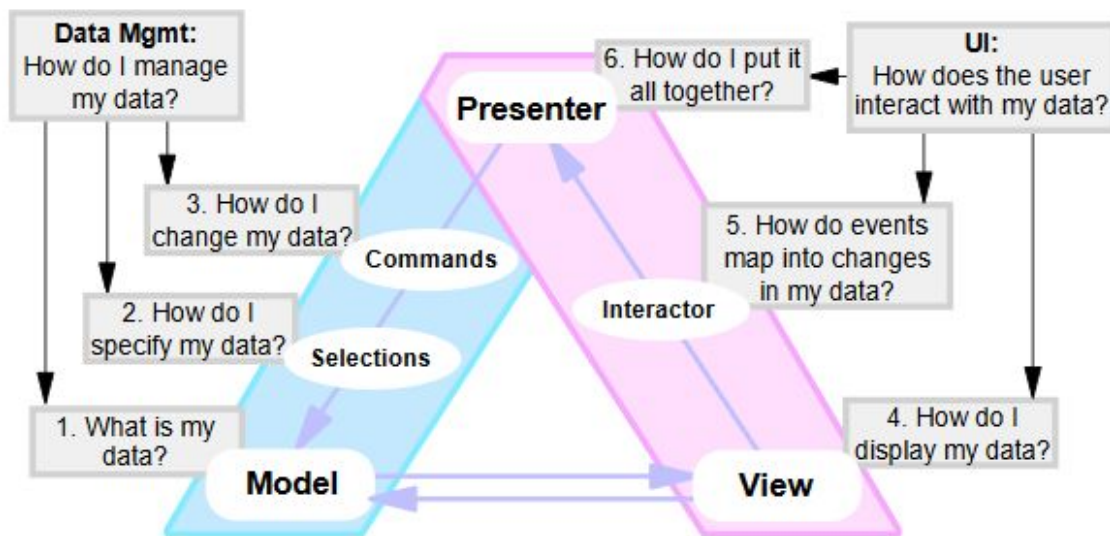 Data Mgmt:
How do I manage
my data?
UI:
How does the user
interact with my data?
6. How do I put it
all together?
Presenter
3. How do I
change my data?
5. How do events
map into changes
in my data?
Commands
Interactor
2. How do I
specify my data?
Selections
1. What is my
data?
4. How do I
display my data?
Model
View